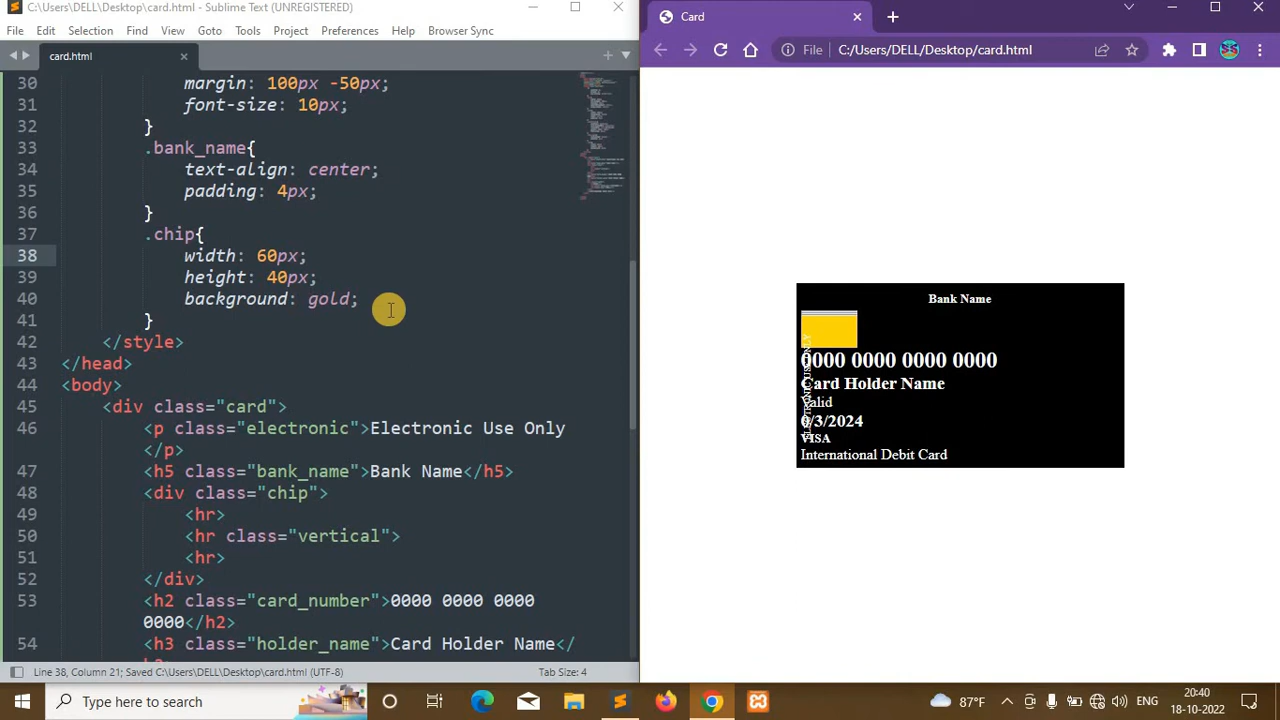 C:\Users\DELL\Desktop\card.html - Sublime Text (UNREGISTERED)
File Edit Selection Find View Goto Tools Project Preferences Help Browser Sync
card.html
30 margin: 100px -50px;
31 font-size: 10px;
32 }
33 .bank_name{
34 text-align: center;
35 padding: 4px;
36 }
37 .chip{
38 width: 60px;
39 height: 40px;
40 background: gold;
41 }
42 </style>
43 </head>
44 <body>
45 <div class="card">
46 <p class="electronic">Electronic Use Only
</p>
47 <h5 class="bank_name">Bank Name</h5>
48 <div class="chip">
49 <hr>
50 <hr class="vertical">
51 <hr>
52 </div>
53 <h2 class="card_number">0000 0000 0000
0000</h2>
54 <h3 class="holder_name">Card Holder Name</
Line 38, Column 21; Saved C:\Users\DELL\Desktop\card.html (UTF-8)
Tab Size: 4
Card
File C:/Users/DELL/Desktop/card.html
Bank Name
ELECTRONIC USE ONLY
0000 0000 0000 0000
Card Holder Name
Valid
0/3/2024
VISA
International Debit Card
Type here to search
87°F
ENG
20:40
18-10-2022